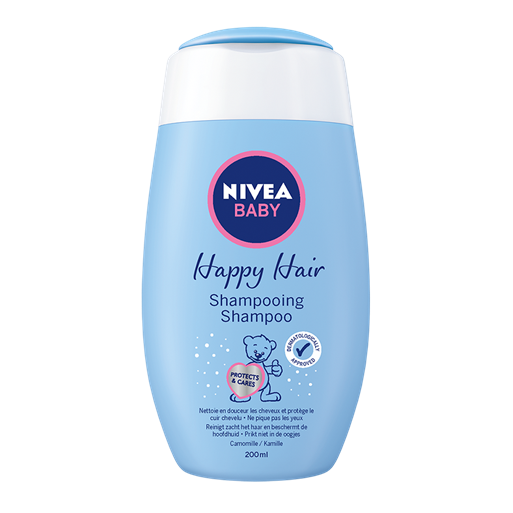 NIVEA
BABY
Happy Hair
Shampooing
Shampoo
DERMATOLOGICALLY
APPROVED
PROTECTS
& CARES
Nettoie en douceur les cheveux et protège le
cuir chevelu • Ne pique pas les yeux
Reinigt zacht het haar en beschermt de
hoofdhuid • Prikt niet in de oogjes
Camomille / Kamille
200ml